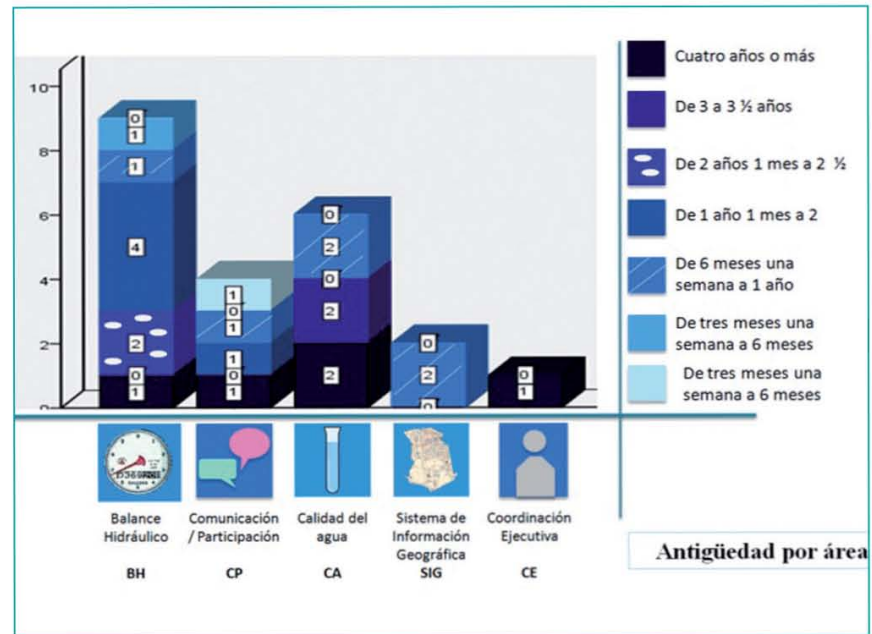 10
8
6
4
2
0
0
1
1
4
2
0
1
1
0
1
1
0
1
0
2
0
2
2
0
2
0
0
1
Cuatro años o más
De 3 a 3 ½ años
De 2 años 1 mes a 2 ½
De 1 año 1 mes a 2
De 6 meses una
semana a 1 año
De tres meses una
semana a 6 meses
De tres meses una
semana a 6 meses
Balance
Hidráulico
BH
Comunicación
/ Participación
CP
Calidad del
agua
CA
Sistema de
Información
Geográfica
SIG
Coordinación
Ejecutiva
CE
Antigüedad por área